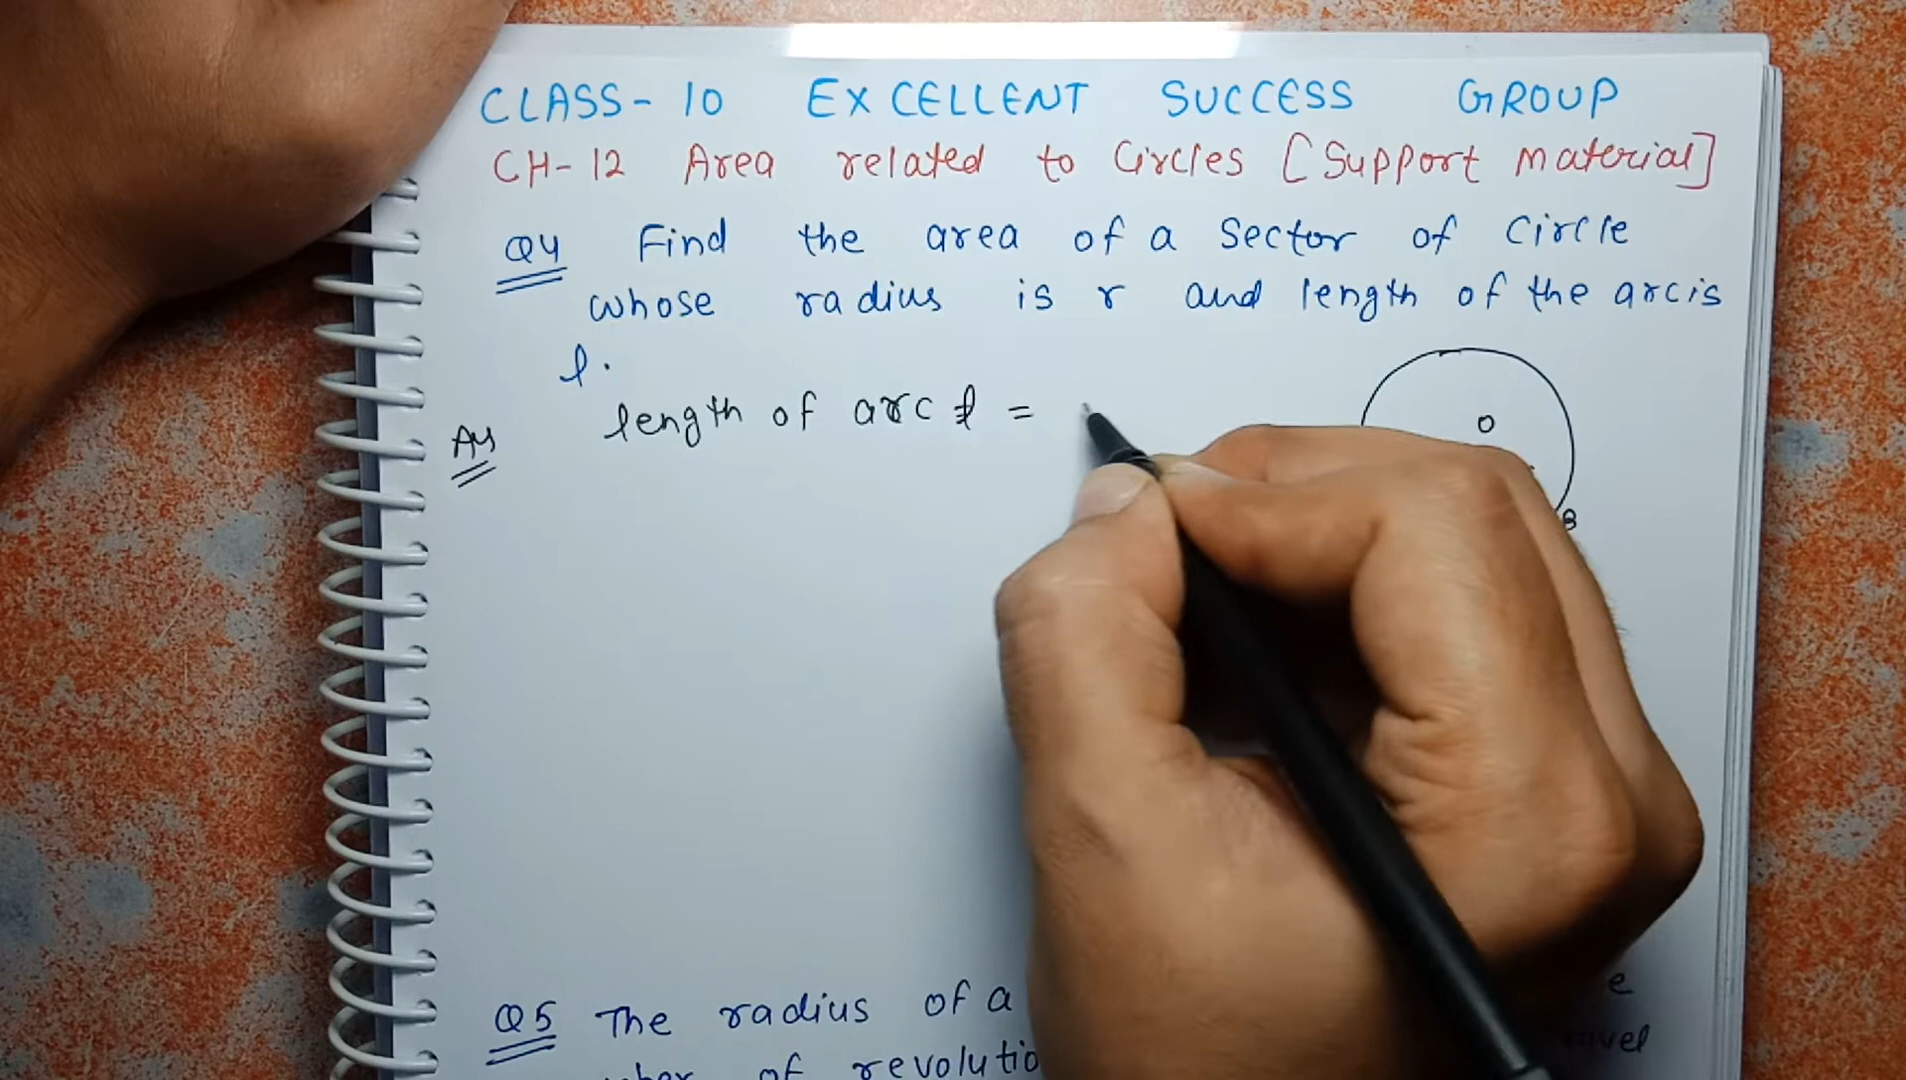 CLASS-10 EXCELLENT SUCCESS GROUP
CH-12 Area related to Circles [Support material]
Q4 Find the area of a Sector of Circle
whose radius is r and length of the arc is
l.
Ans length of arc l =
O
B
Q5 The radius of a
of revolutio